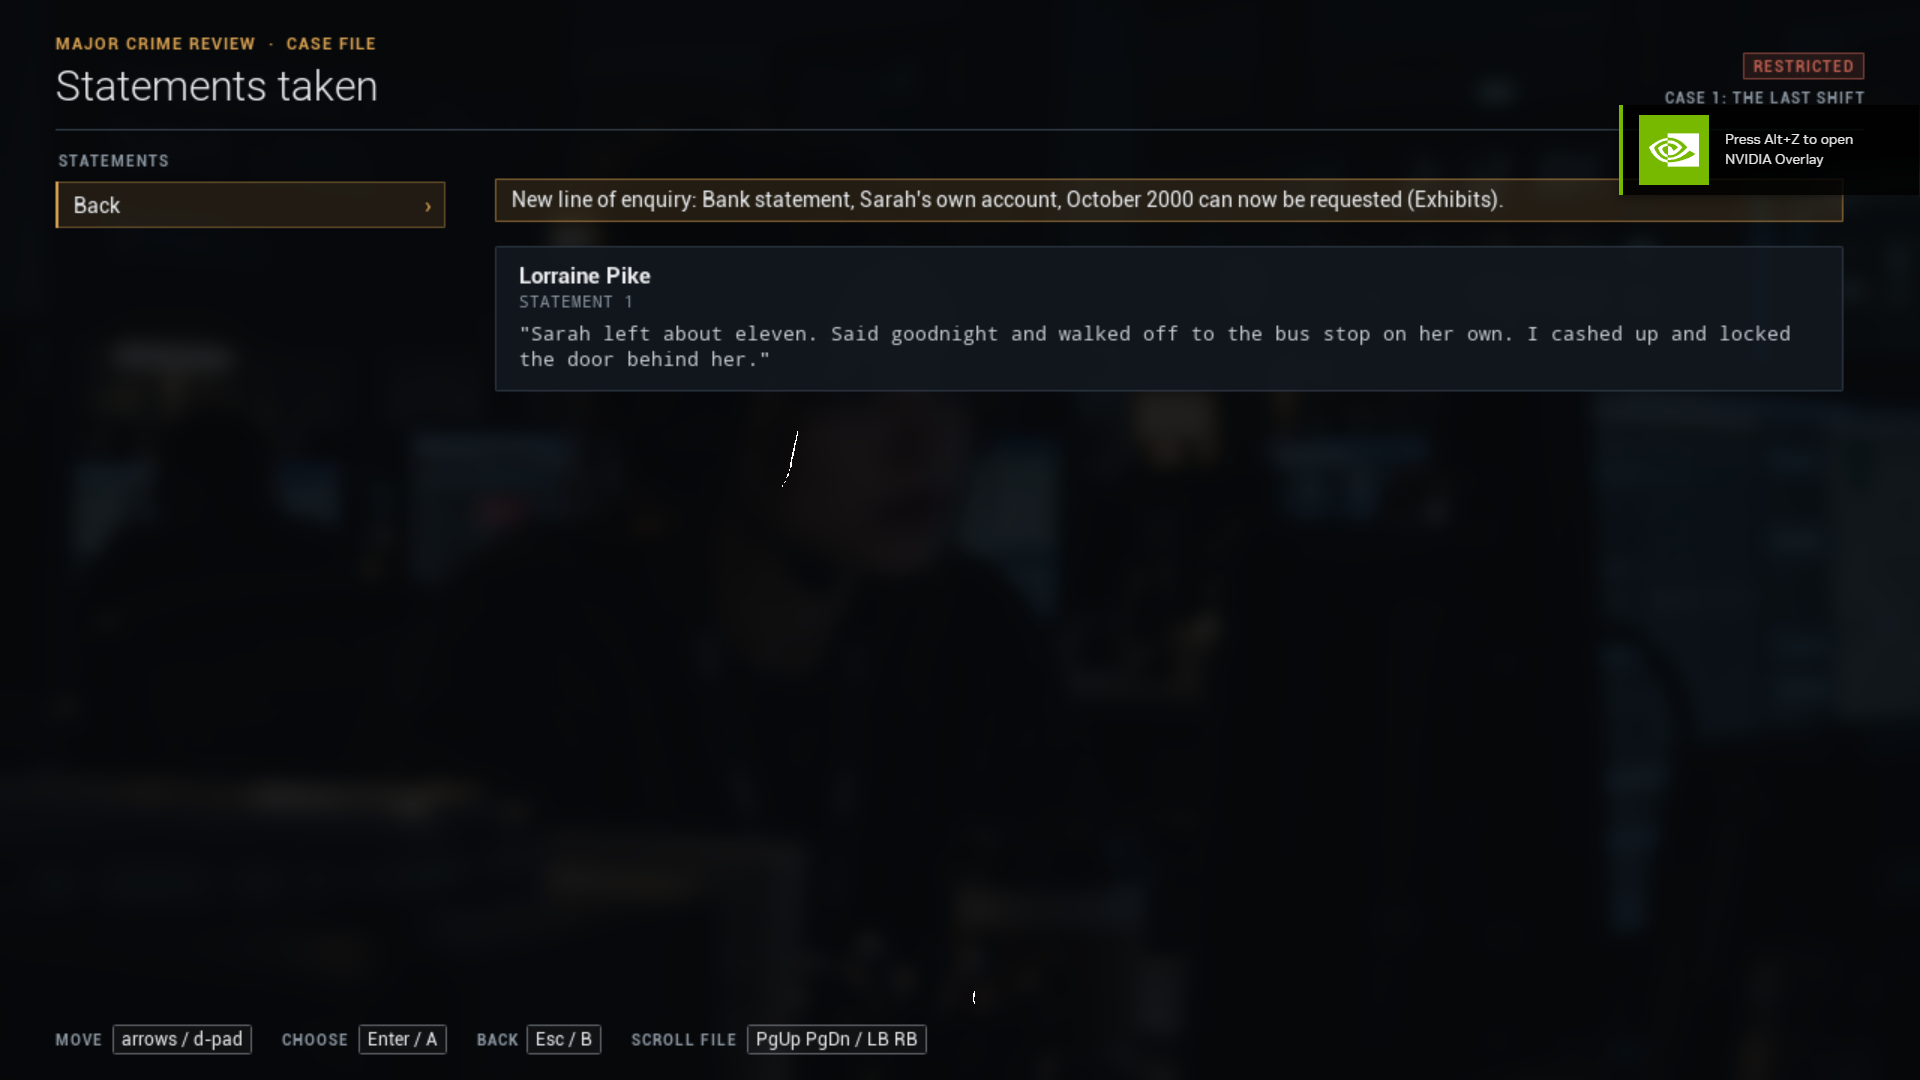 MAJOR CRIME REVIEW · CASE FILE
Statements taken
RESTRICTED
CASE 1: THE LAST SHIFT
Press Alt+Z to open
NVIDIA Overlay
STATEMENTS
Back ›
New line of enquiry: Bank statement, Sarah's own account, October 2000 can now be requested (Exhibits).
Lorraine Pike
STATEMENT 1
"Sarah left about eleven. Said goodnight and walked off to the bus stop on her own. I cashed up and locked
the door behind her."
MOVE arrows / d-pad CHOOSE Enter / A BACK Esc / B SCROLL FILE PgUp PgDn / LB RB